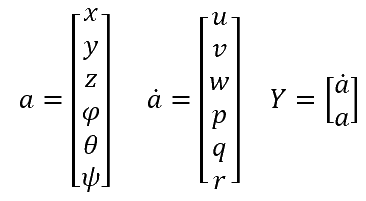 a = [x y z φ θ ψ]
ȧ = [u v w p q r]
Y = [ȧ a]